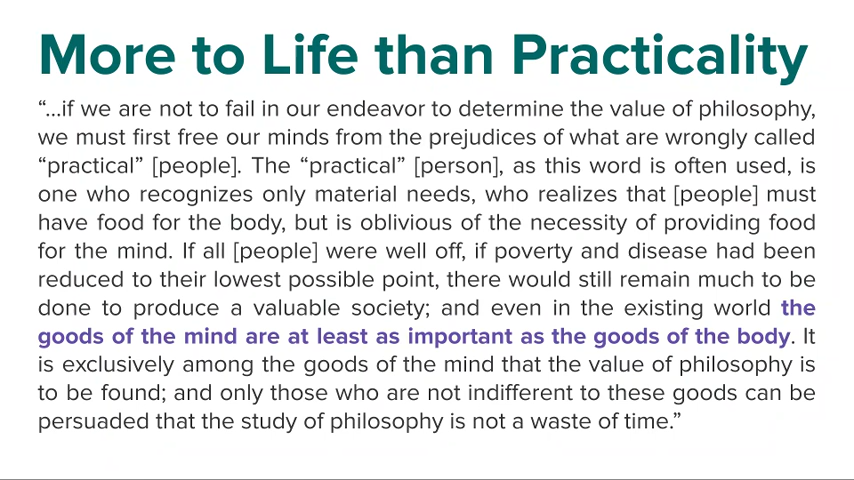 More to Life than Practicality
“...if we are not to fail in our endeavor to determine the value of philosophy,
we must first free our minds from the prejudices of what are wrongly called
“practical” [people]. The “practical” [person], as this word is often used, is
one who recognizes only material needs, who realizes that [people] must
have food for the body, but is oblivious of the necessity of providing food
for the mind. If all [people] were well off, if poverty and disease had been
reduced to their lowest possible point, there would still remain much to be
done to produce a valuable society; and even in the existing world the
goods of the mind are at least as important as the goods of the body. It
is exclusively among the goods of the mind that the value of philosophy is
to be found; and only those who are not indifferent to these goods can be
persuaded that the study of philosophy is not a waste of time.”